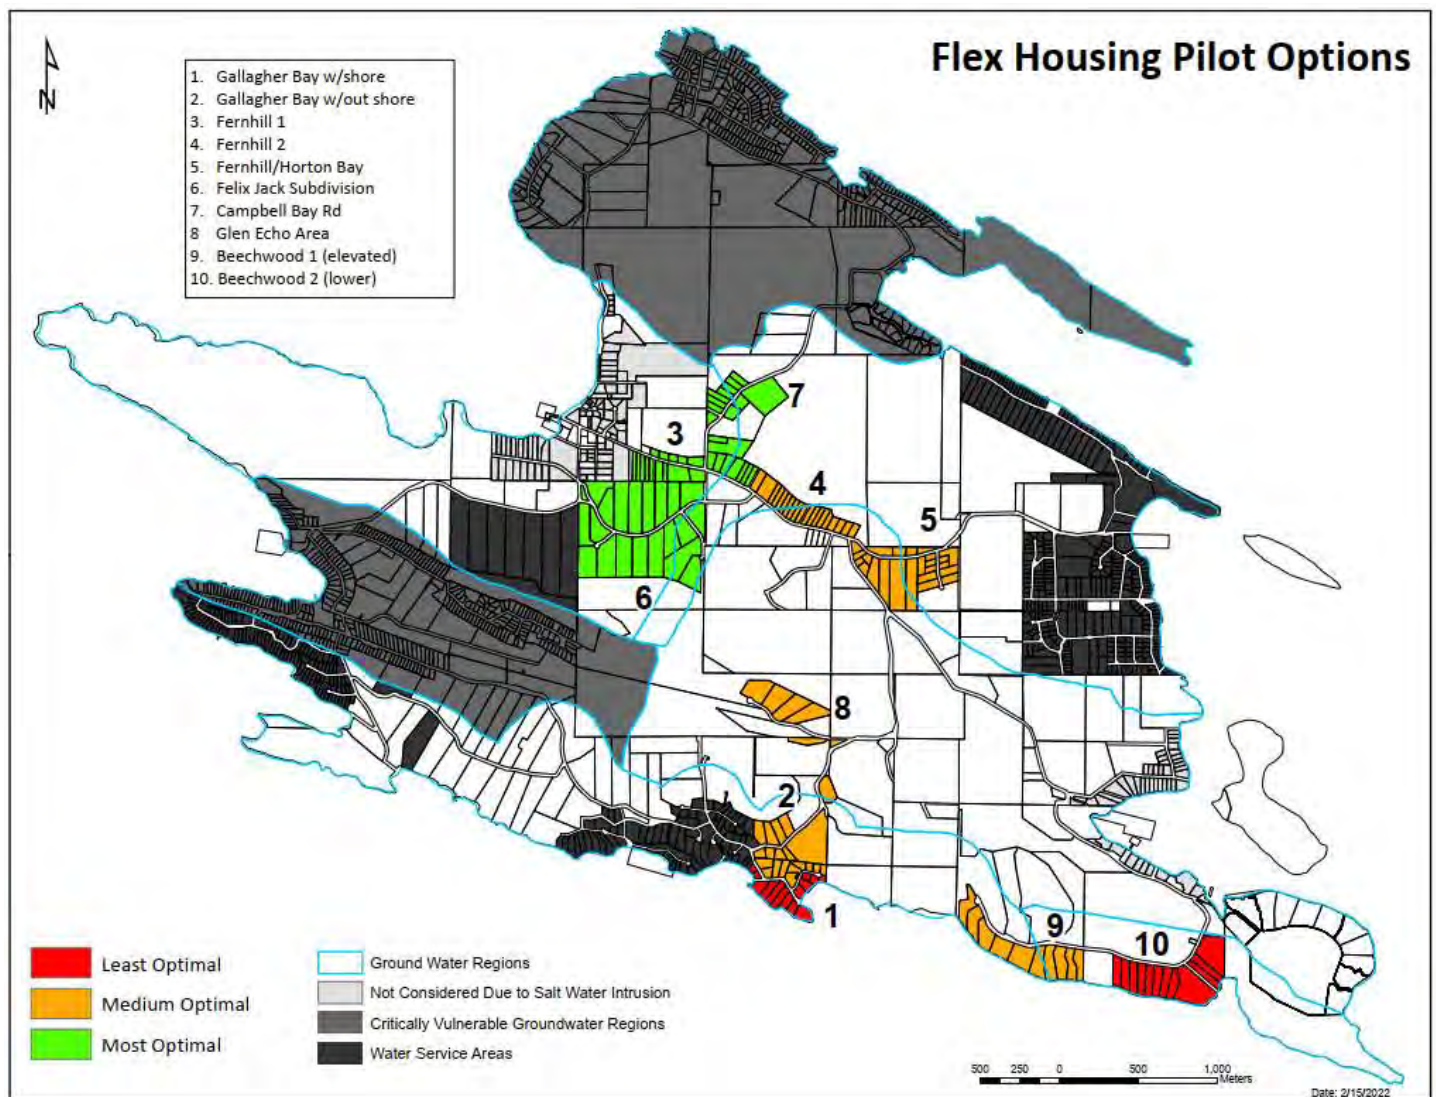 Flex Housing Pilot Options
N
1. Gallagher Bay w/shore
2. Gallagher Bay w/out shore
3. Fernhill 1
4. Fernhill 2
5. Fernhill/Horton Bay
6. Felix Jack Subdivision
7. Campbell Bay Rd
8 Glen Echo Area
9. Beechwood 1 (elevated)
10. Beechwood 2 (lower)
7
3
4
5
6
8
2
1
9
10
Least Optimal
Medium Optimal
Most Optimal
Ground Water Regions
Not Considered Due to Salt Water Intrusion
Critically Vulnerable Groundwater Regions
Water Service Areas
500 250 0 500 1,000
Meters
Date: 2/15/2022